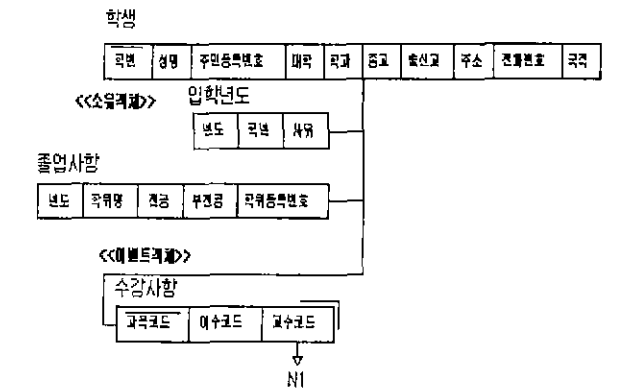 학생
학번 성명 주민등록번호 대학 학과 종교 출신교 주소 전화번호 국적
<<소유객체>> 입학년도
년도 학년 사유
졸업사항
년도 학위명 전공 부전공 학위등록번호
<<이벤트객체>>
수강사항
과목코드 이수코드 교수코드
N1